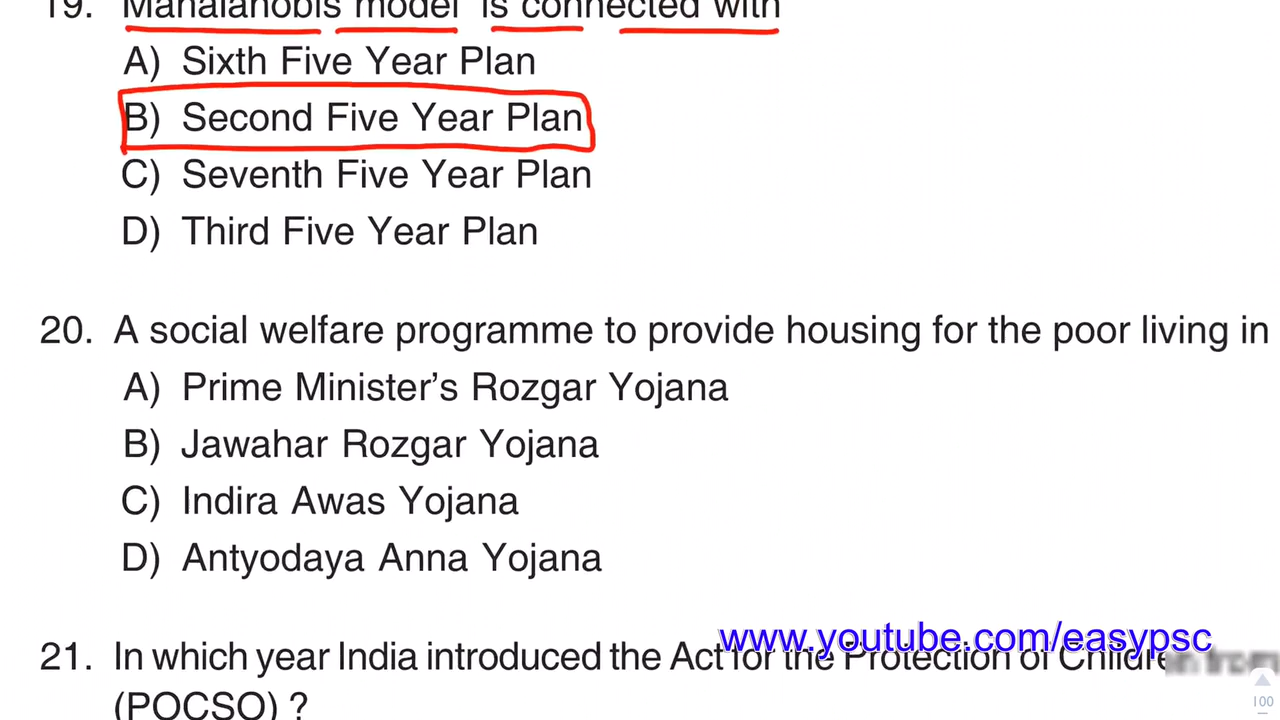 19. Mahalanobis model is connected with
A) Sixth Five Year Plan
B) Second Five Year Plan
C) Seventh Five Year Plan
D) Third Five Year Plan
20. A social welfare programme to provide housing for the poor living in
A) Prime Minister’s Rozgar Yojana
B) Jawahar Rozgar Yojana
C) Indira Awas Yojana
D) Antyodaya Anna Yojana
www.youtube.com/easypsc
21. In which year India introduced the Act for the Protection of Children from
(POCSO) ?
100